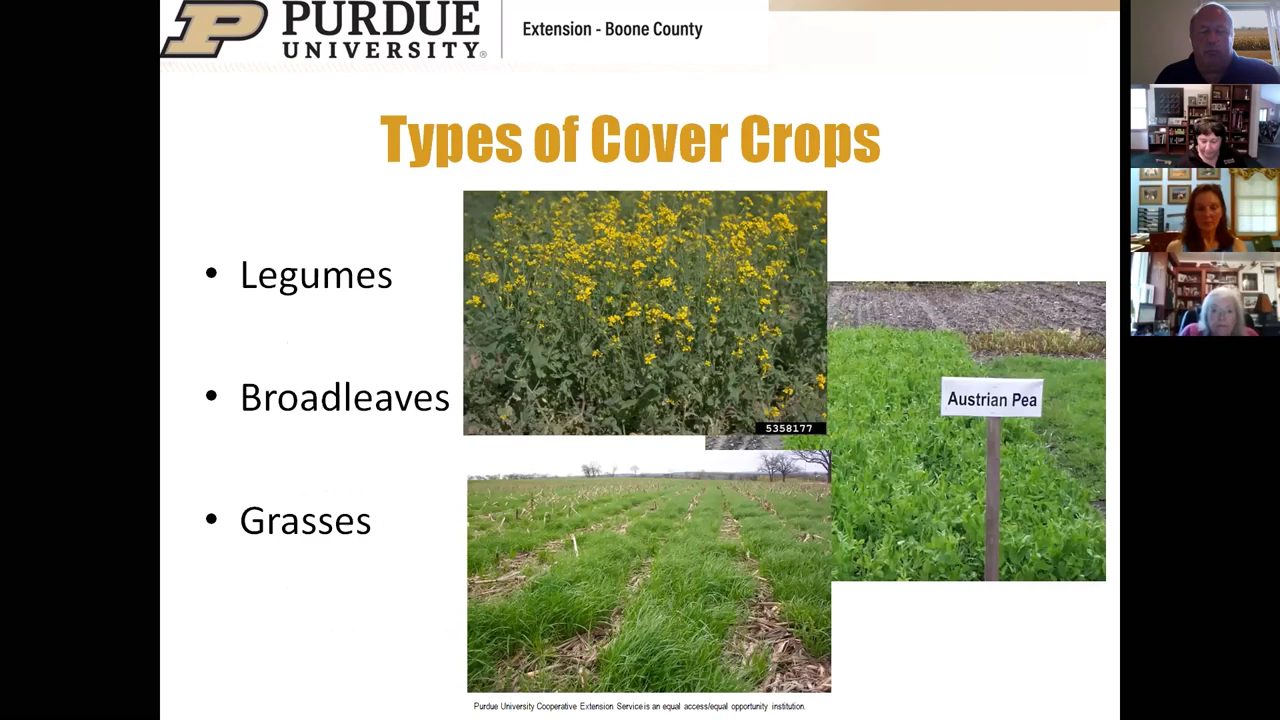 PURDUE
UNIVERSITY®
Extension - Boone County
Types of Cover Crops
• Legumes
• Broadleaves
• Grasses
5358177
Austrian Pea
Purdue University Cooperative Extension Service is an equal access/equal opportunity institution.